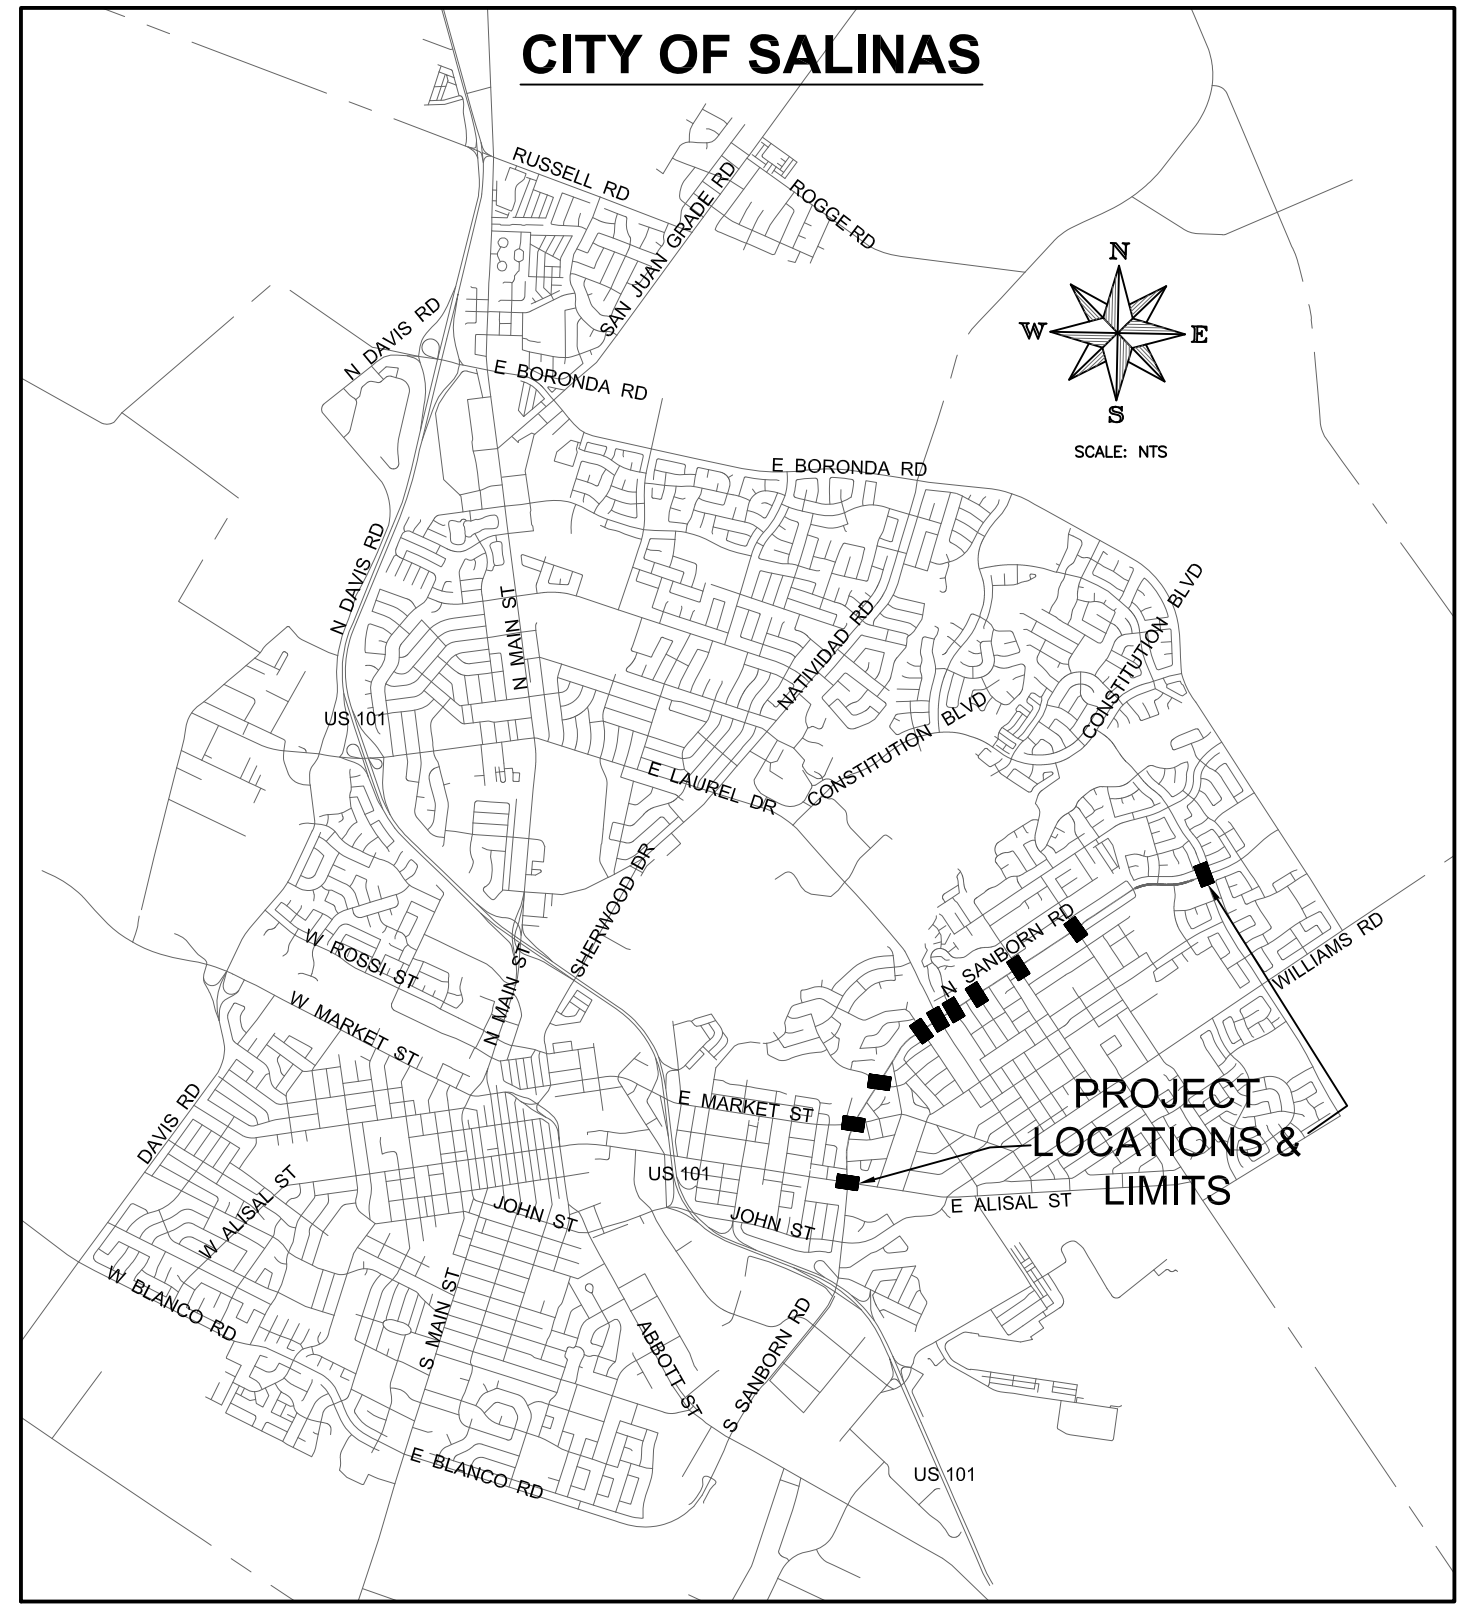 CITY OF SALINAS
RUSSELL RD
SAN JUAN GRADE RD
ROGGE RD
N
W
E
S
SCALE: NTS
N DAVIS RD
E BORONDA RD
E BORONDA RD
N DAVIS RD
N MAIN ST
NATIVIDAD RD
CONSTITUTION BLVD
CONSTITUTION BLVD
US 101
E LAUREL DR
SHERWOOD DR
W ROSSI ST
N MAIN ST
N SANBORN RD
WILLIAMS RD
W MARKET ST
E MARKET ST
PROJECT
LOCATIONS &
LIMITS
DAVIS RD
US 101
W ALISAL ST
JOHN ST
JOHN ST
E ALISAL ST
W BLANCO RD
S MAIN ST
ABBOTT ST
S SANBORN RD
E BLANCO RD
US 101